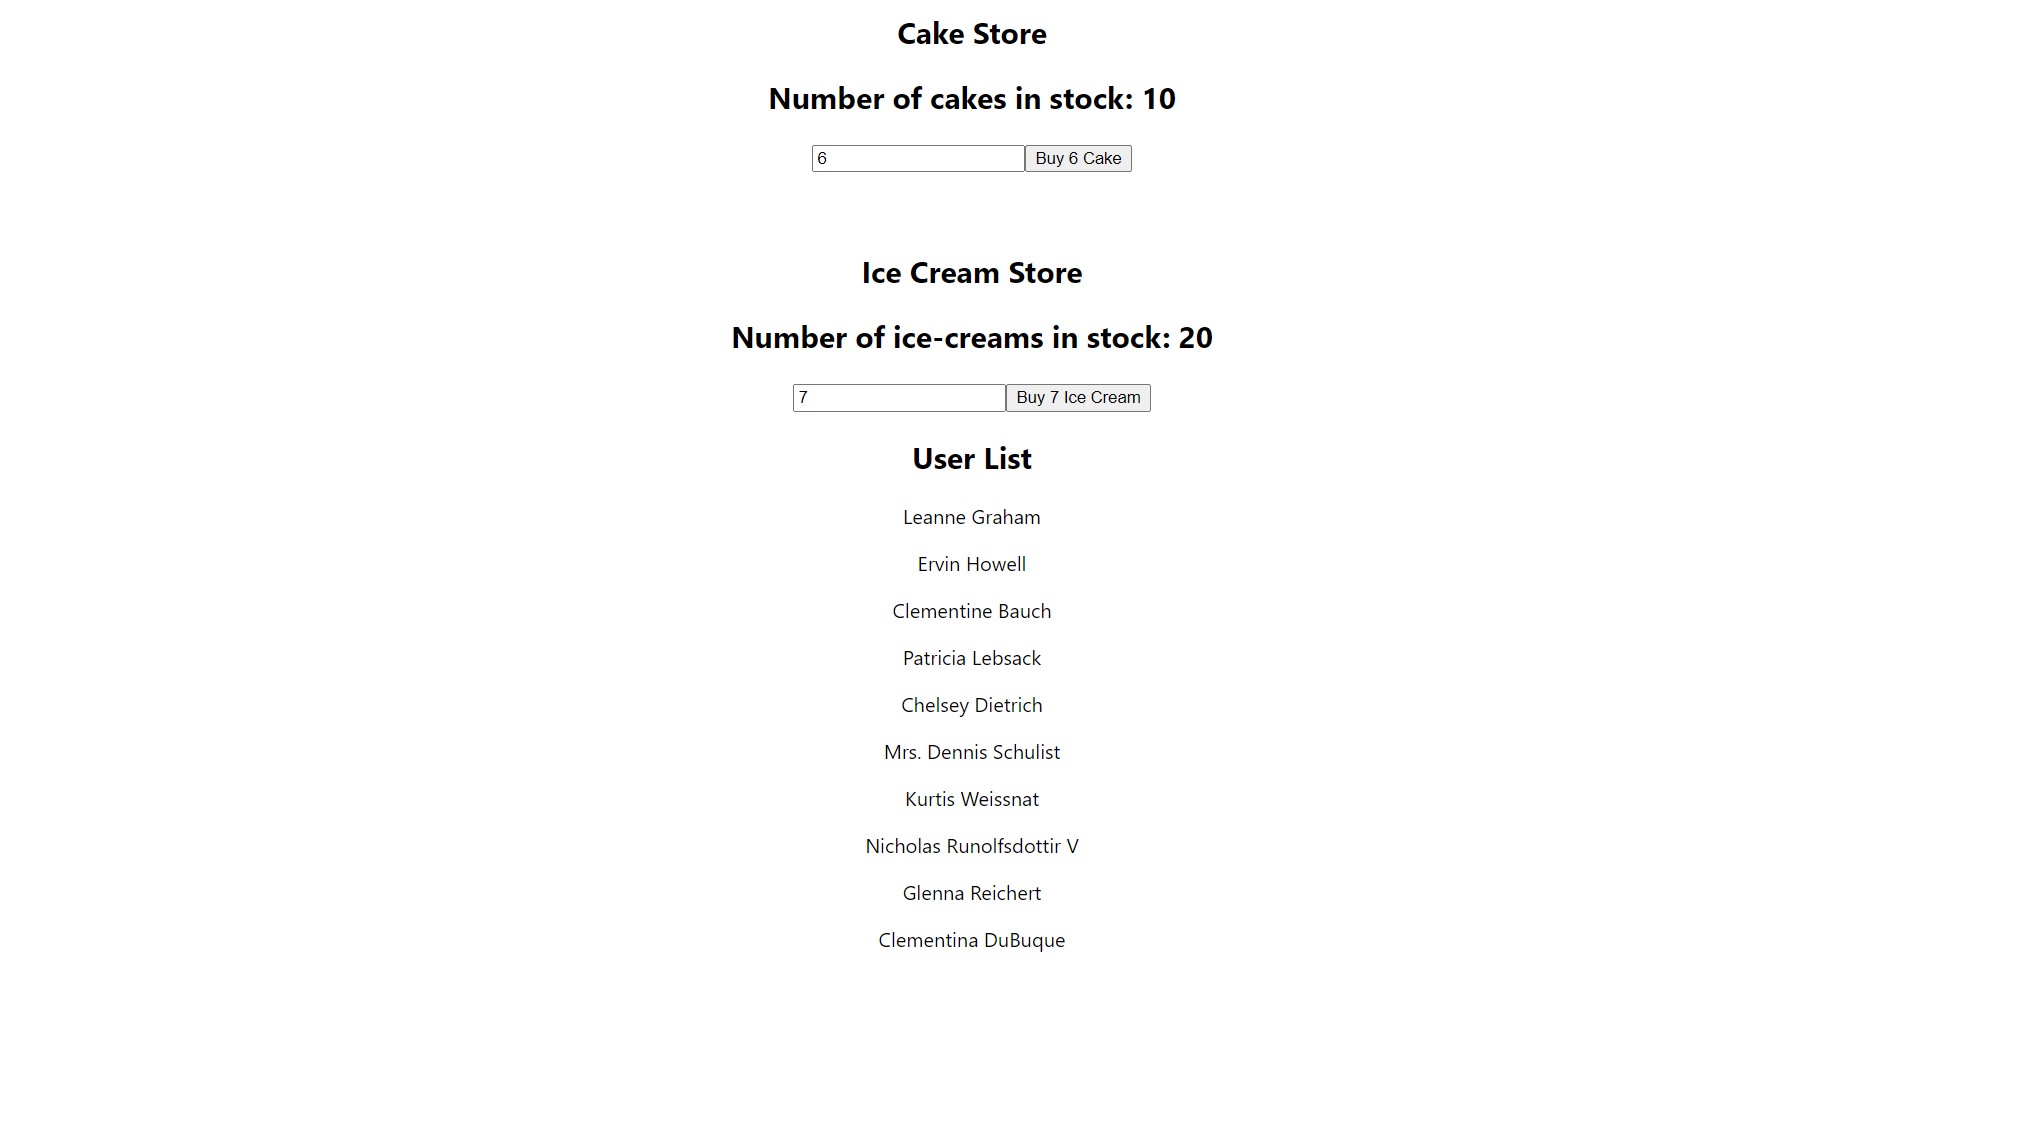 Cake Store
Number of cakes in stock: 10
6 Buy 6 Cake
Ice Cream Store
Number of ice-creams in stock: 20
7 Buy 7 Ice Cream
User List
Leanne Graham
Ervin Howell
Clementine Bauch
Patricia Lebsack
Chelsey Dietrich
Mrs. Dennis Schulist
Kurtis Weissnat
Nicholas Runolfsdottir V
Glenna Reichert
Clementina DuBuque